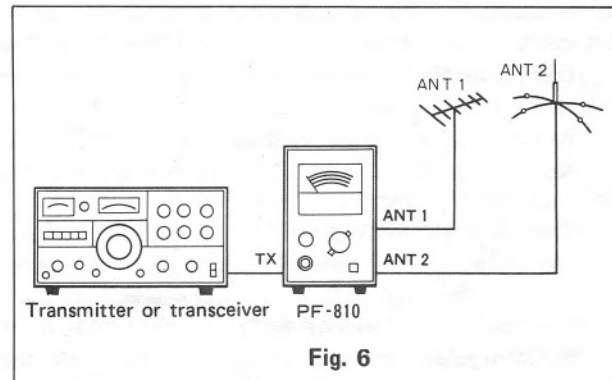 ANT 1
ANT 2
ANT 1
TX
ANT 2
Transmitter or transceiver
PF-810
Fig. 6